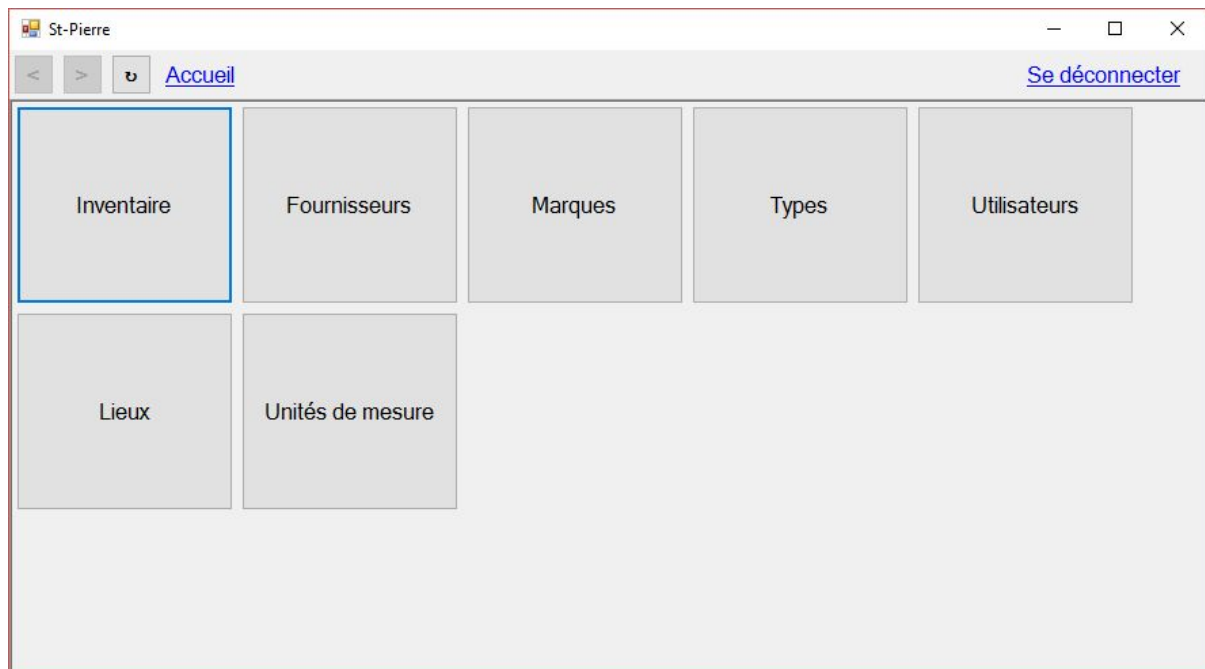 St-Pierre
< > ↻ Accueil Se déconnecter
Inventaire Fournisseurs Marques Types Utilisateurs
Lieux Unités de mesure